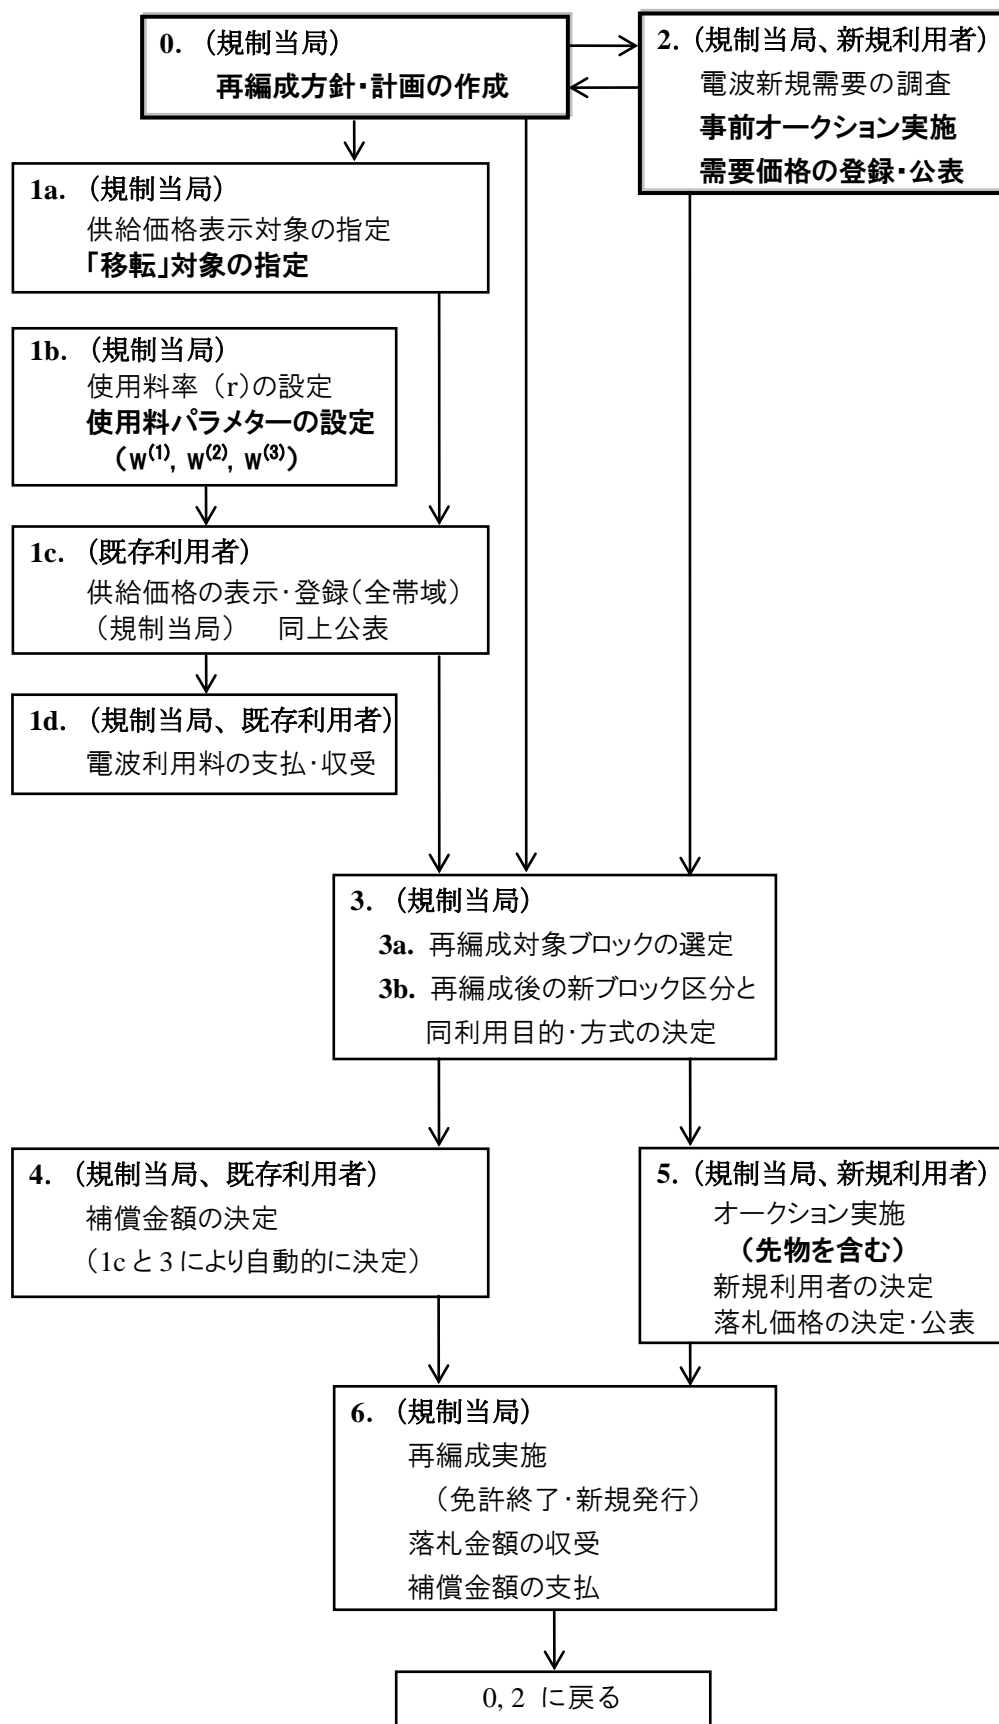 0. （規制当局）
再編成方針・計画の作成
2. （規制当局、新規利用者）
電波新規需要の調査
事前オークション実施
需要価格の登録・公表
1a. （規制当局）
供給価格表示対象の指定
「移転」対象の指定
1b. （規制当局）
使用料率（r）の設定
使用料パラメターの設定
（w⁽¹⁾, w⁽²⁾, w⁽³⁾）
1c. （既存利用者）
供給価格の表示・登録（全帯域）
（規制当局）　同上公表
1d. （規制当局、既存利用者）
電波利用料の支払・収受
3. （規制当局）
3a. 再編成対象ブロックの選定
3b. 再編成後の新ブロック区分と
同利用目的・方式の決定
4. （規制当局、既存利用者）
補償金額の決定
（1c と 3 により自動的に決定）
5. （規制当局、新規利用者）
オークション実施
（先物を含む）
新規利用者の決定
落札価格の決定・公表
6. （規制当局）
再編成実施
（免許終了・新規発行）
落札金額の収受
補償金額の支払
0, 2 に戻る